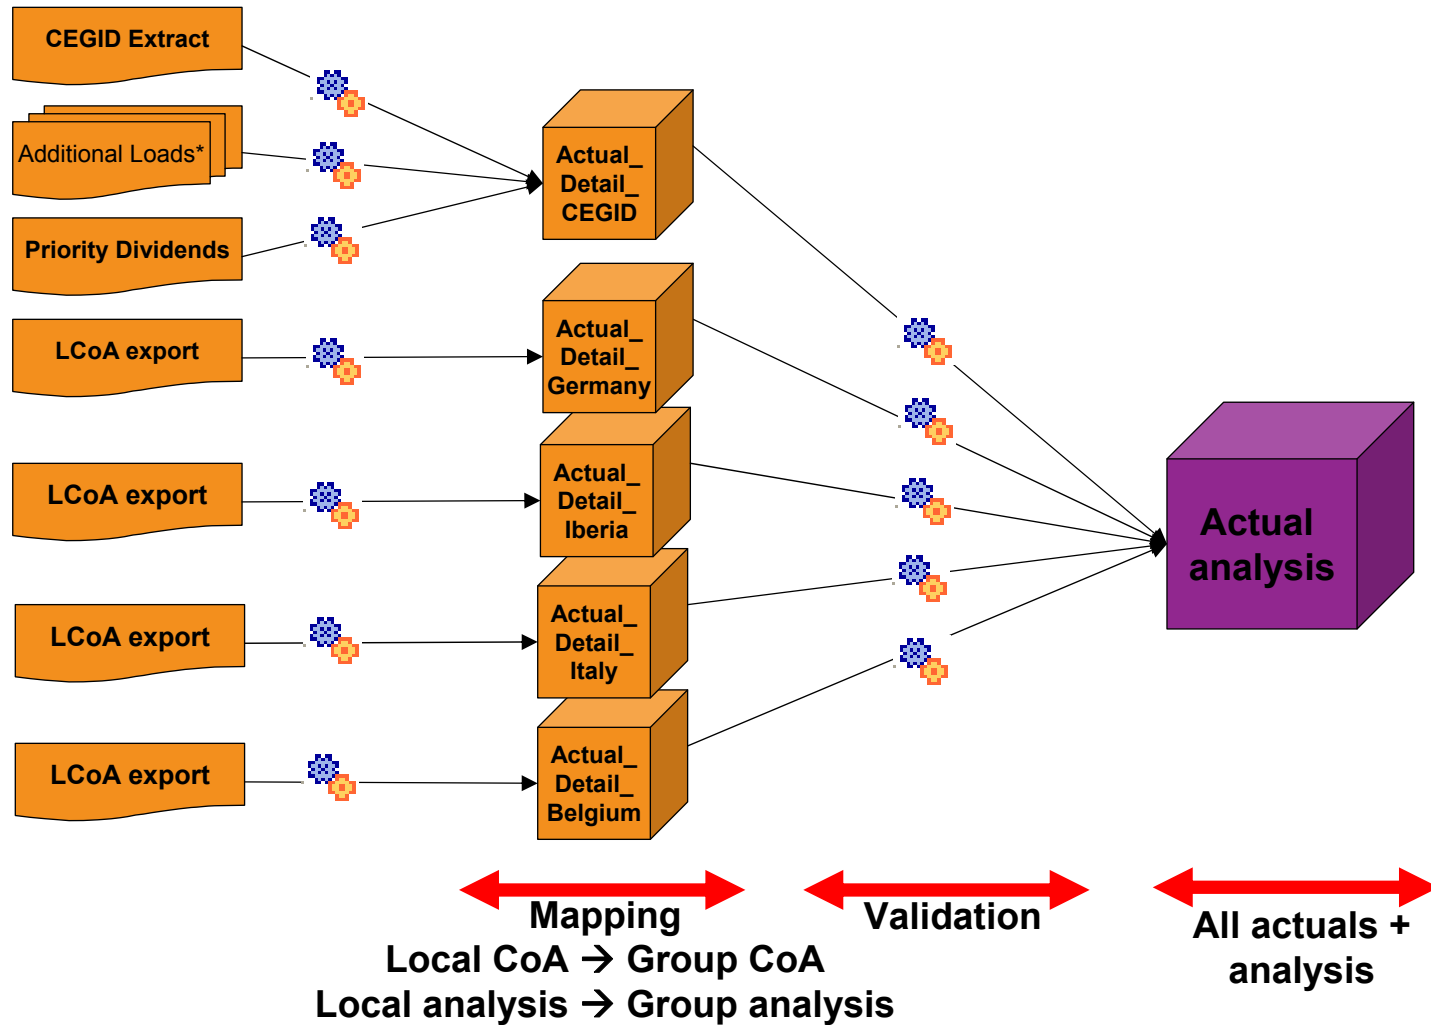 CEGID Extract
Additional Loads*
Priority Dividends
LCoA export
LCoA export
LCoA export
LCoA export
Actual_
Detail_
CEGID
Actual_
Detail_
Germany
Actual_
Detail_
Iberia
Actual_
Detail_
Italy
Actual_
Detail_
Belgium
Actual
analysis
Mapping
Local CoA → Group CoA
Local analysis → Group analysis
Validation
All actuals +
analysis